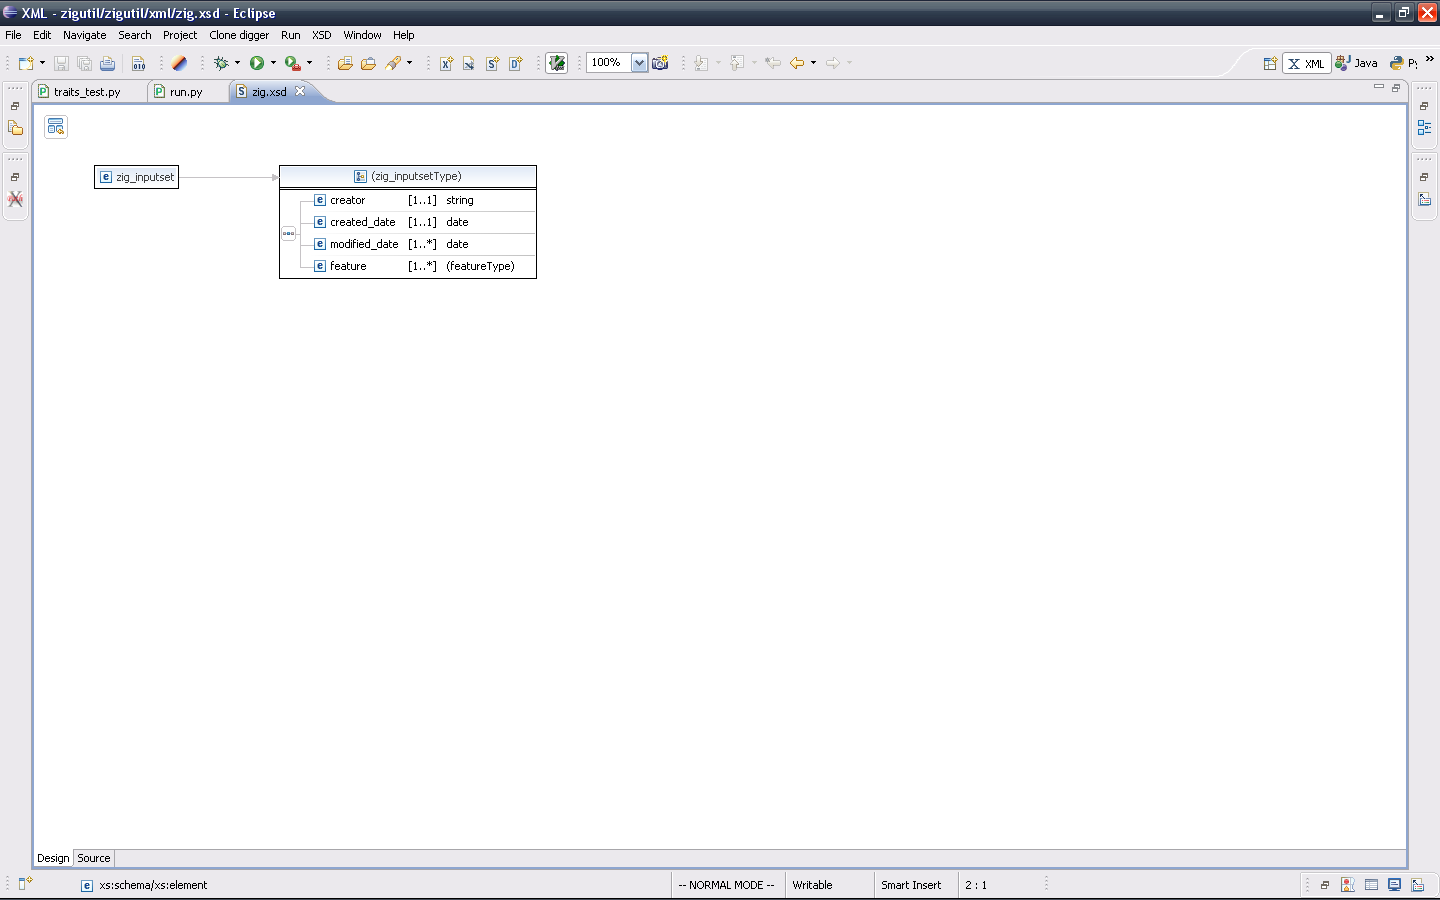 XML - zigutil/zigutil/xml/zig.xsd - Eclipse
File Edit Navigate Search Project Clone digger Run XSD Window Help
010 X S D 100% X XML Java
traits_test.py run.py zig.xsd
e zig_inputset
(zig_inputsetType)
e creator [1..1] string
e created_date [1..1] date
e modified_date [1..*] date
e feature [1..*] (featureType)
Design Source
e xs:schema/xs:element -- NORMAL MODE -- Writable Smart Insert 2 : 1